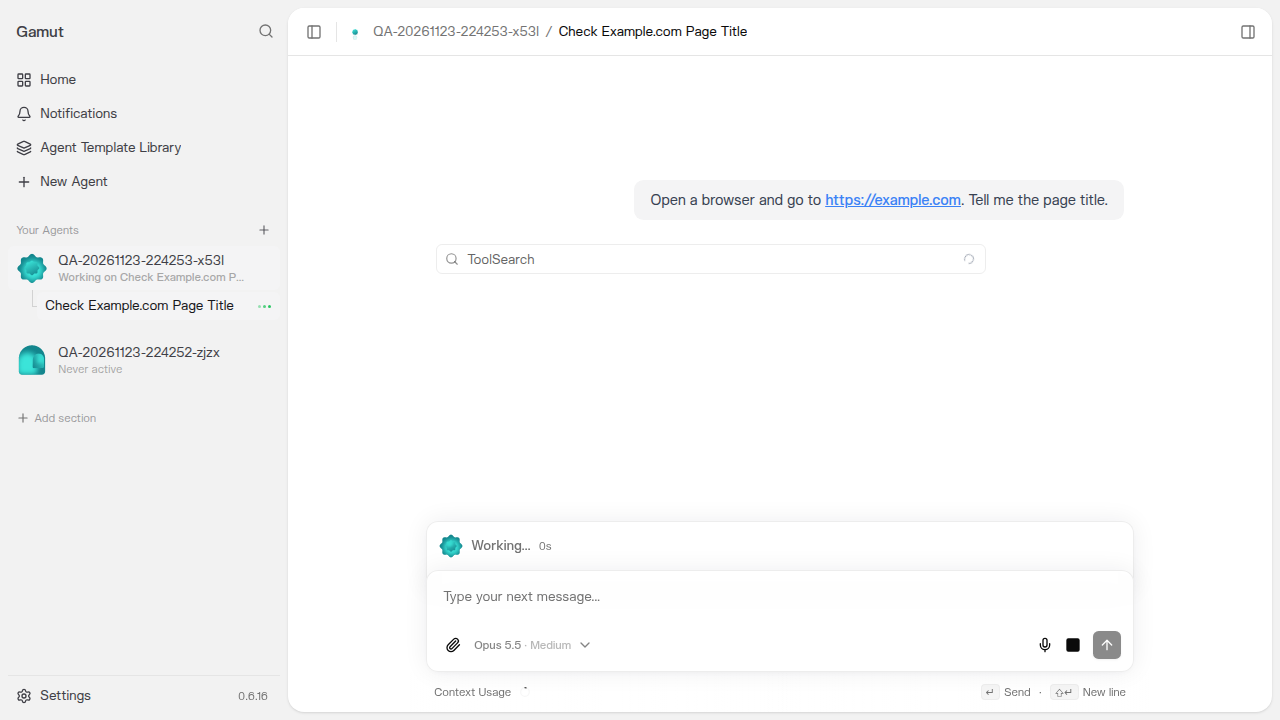 Gamut
Home
Notifications
Agent Template Library
New Agent
Your Agents
QA-20261123-224253-x53l
Working on Check Example.com P...
Check Example.com Page Title
QA-20261123-224252-zjzx
Never active
Add section
Settings
0.6.16
QA-20261123-224253-x53l / Check Example.com Page Title
Open a browser and go to https://example.com. Tell me the page title.
ToolSearch
Working... 0s
Type your next message...
Opus 5.5 · Medium
Context Usage
Send · New line